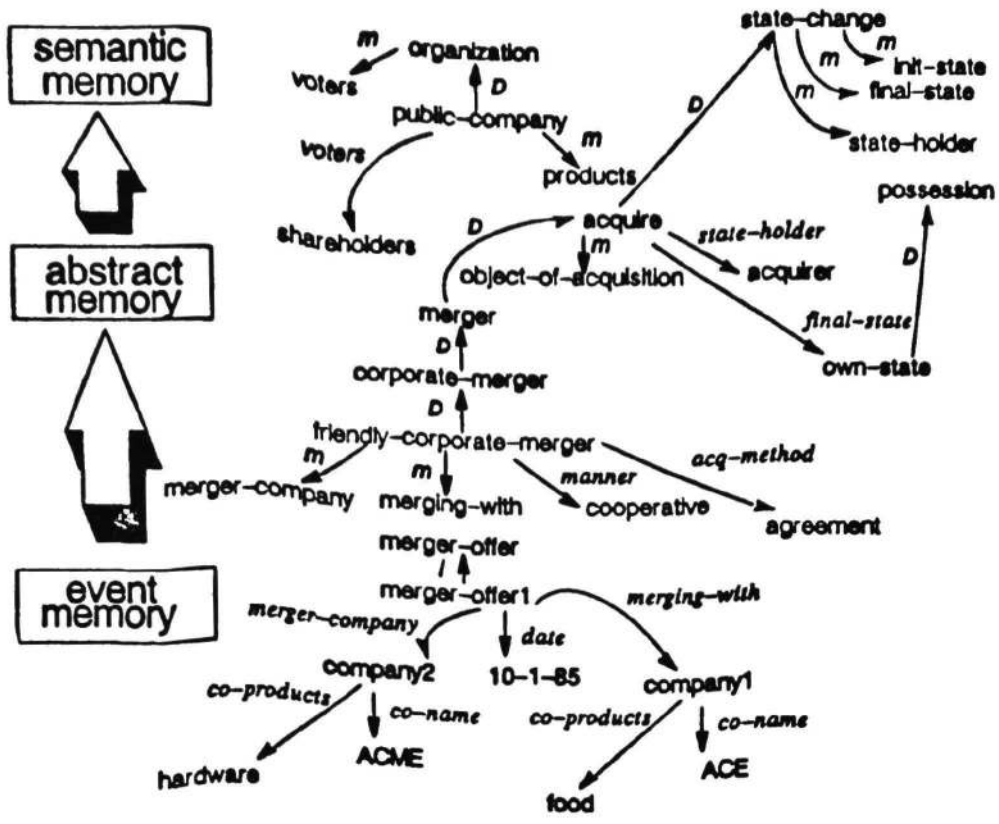 semantic
memory
abstract
memory
event
memory
state-change
m
init-state
m
final-state
m
state-holder
m
organization
voters
D
public-company
voters
m
products
shareholders
D
possession
D
acquire
state-holder
m
acquirer
object-of-acquisition
D
final-state
own-state
merger
D
corporate-merger
D
friendly-corporate-merger
m
merger-company
m
merging-with
manner
cooperative
acq-method
agreement
merger-offer
I
merger-offer1
merger-company
date
merging-with
company2
10-1-85
company1
co-products
co-name
co-products
co-name
hardware
ACME
food
ACE